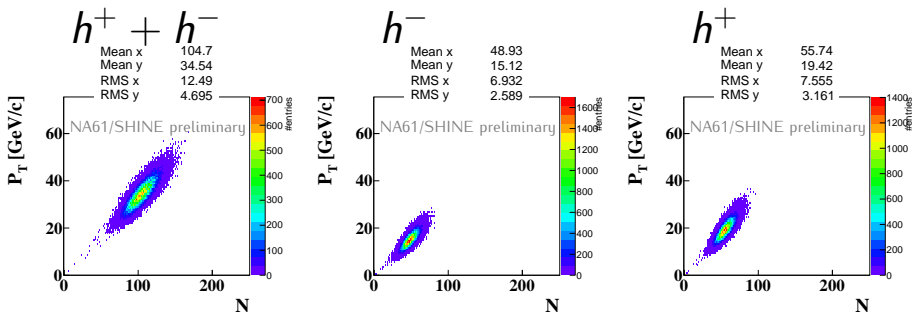 h⁺ + h⁻
Mean x 104.7
Mean y 34.54
RMS x 12.49
RMS y 4.695
P_T [GeV/c]
NA61/SHINE preliminary
60
40
20
0
0 100 200
N
700
600
500
400
300
200
100
0
#entries
h⁻
Mean x 48.93
Mean y 15.12
RMS x 6.932
RMS y 2.589
P_T [GeV/c]
NA61/SHINE preliminary
60
40
20
0
0 100 200
N
1600
1400
1200
1000
800
600
400
200
0
#entries
h⁺
Mean x 55.74
Mean y 19.42
RMS x 7.555
RMS y 3.161
P_T [GeV/c]
NA61/SHINE preliminary
60
40
20
0
0 100 200
N
1400
1200
1000
800
600
400
200
0
#entries